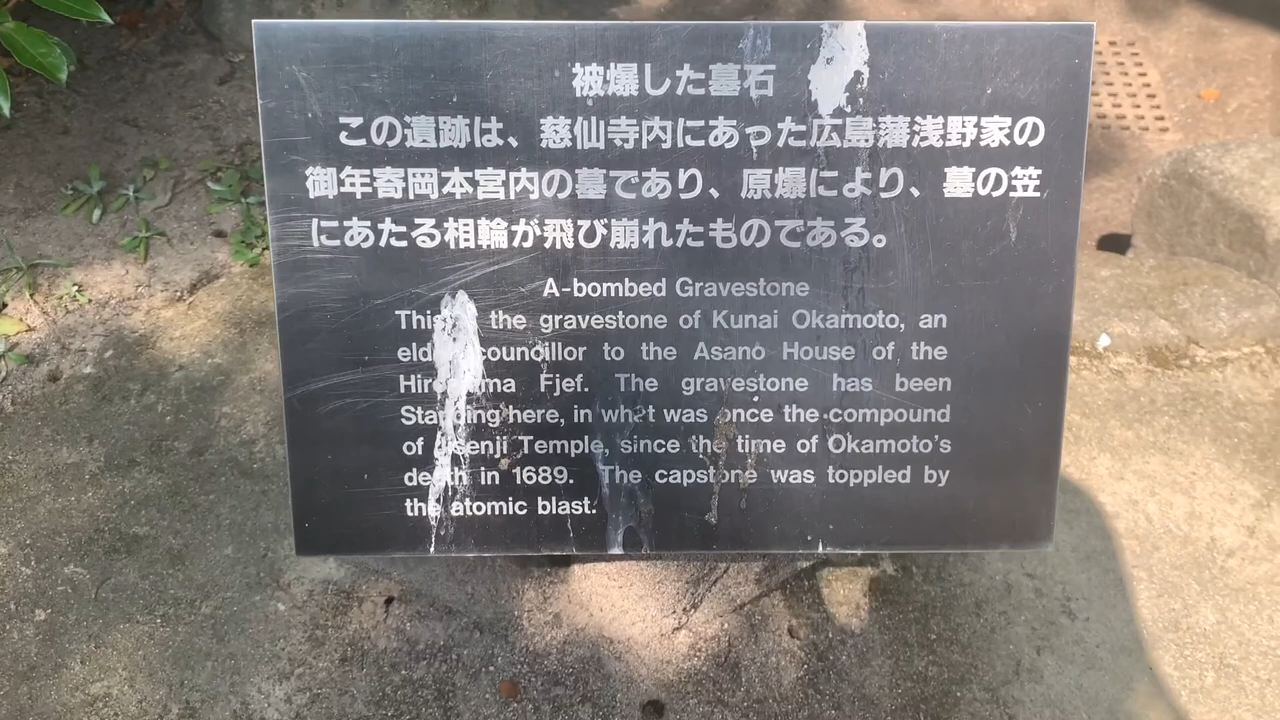 被爆した墓石
この遺跡は、慈仙寺内にあった広島藩浅野家の
御年寄岡本宮内の墓であり、原爆により、墓の笠
にあたる相輪が飛び崩れたものである。
A-bombed Gravestone
This the gravestone of Kunai Okamoto, an
councillor to the Asano House of the
Hiroshima Fjef. The gravestone has been
Standing here, in what was once the compound
of Jisenji Temple, since the time of Okamoto's
death in 1689. The capstone was toppled by
the atomic blast.